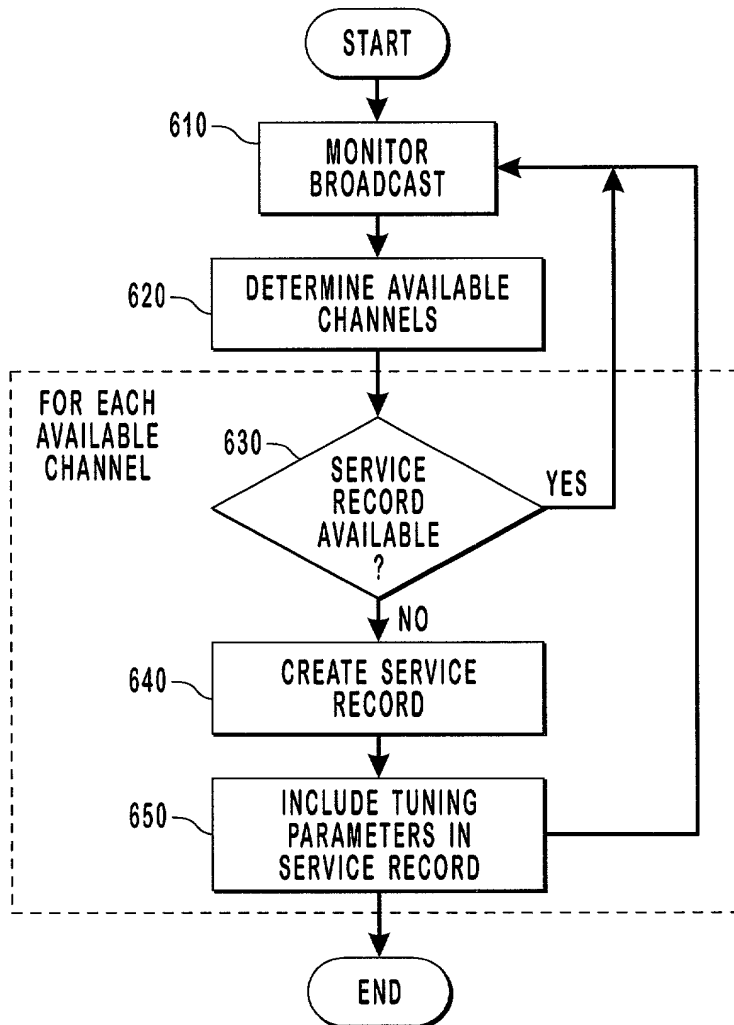 START
610
MONITOR
BROADCAST
620
DETERMINE AVAILABLE
CHANNELS
FOR EACH
AVAILABLE
CHANNEL
630
SERVICE
RECORD
AVAILABLE
?
YES
NO
640
CREATE SERVICE
RECORD
650
INCLUDE TUNING
PARAMETERS IN
SERVICE RECORD
END